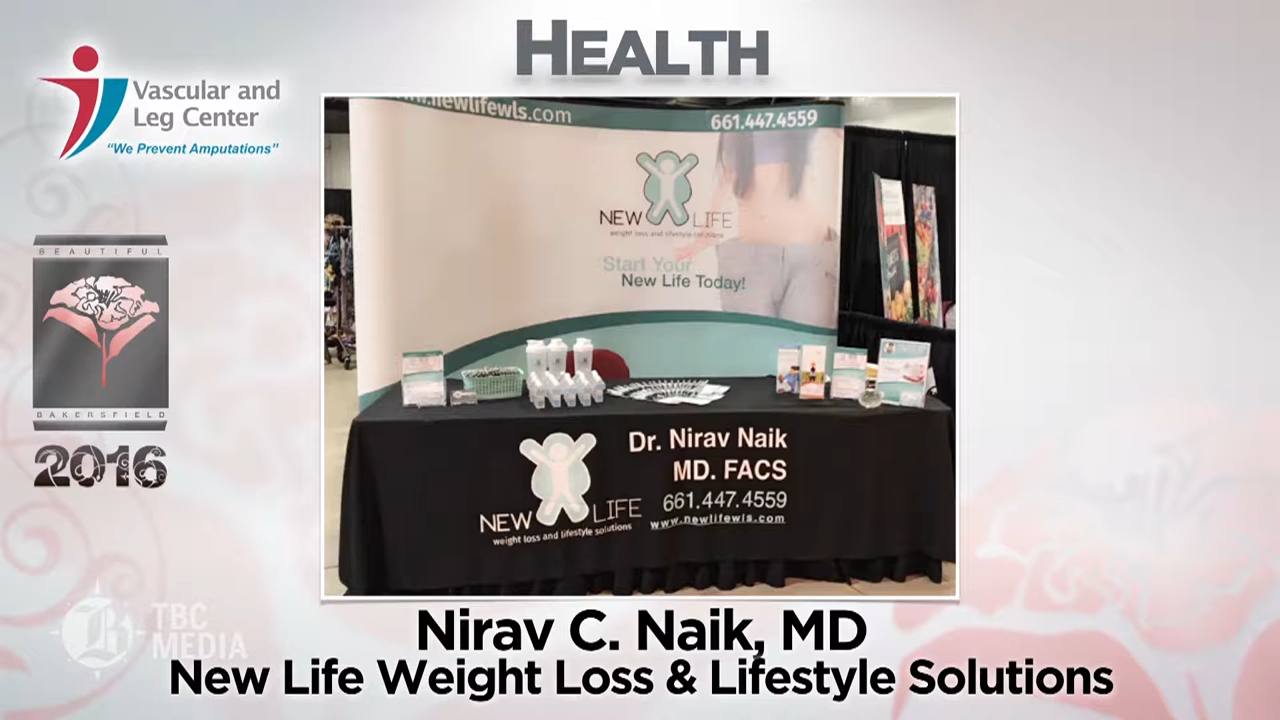 HEALTH
Vascular and
Leg Center
"We Prevent Amputations"
BEAUTIFUL
BAKERSFIELD
2016
www.newlifewls.com
661.447.4559
NEW LIFE
weight loss and lifestyle solutions
Start Your
New Life Today!
Dr. Nirav Naik
MD. FACS
661.447.4559
www.newlifewls.com
NEW LIFE
weight loss and lifestyle solutions
TBC
MEDIA
Nirav C. Naik, MD
New Life Weight Loss & Lifestyle Solutions